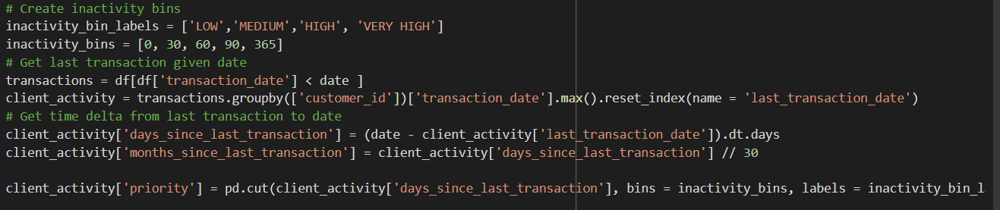 # Create inactivity bins
inactivity_bin_labels = ['LOW','MEDIUM','HIGH', 'VERY HIGH']
inactivity_bins = [0, 30, 60, 90, 365]
# Get last transaction given date
transactions = df[df['transaction_date'] < date ]
client_activity = transactions.groupby(['customer_id'])['transaction_date'].max().reset_index(name = 'last_transaction_date')
# Get time delta from last transaction to date
client_activity['days_since_last_transaction'] = (date - client_activity['last_transaction_date']).dt.days
client_activity['months_since_last_transaction'] = client_activity['days_since_last_transaction'] // 30
client_activity['priority'] = pd.cut(client_activity['days_since_last_transaction'], bins = inactivity_bins, labels = inactivity_bin_l